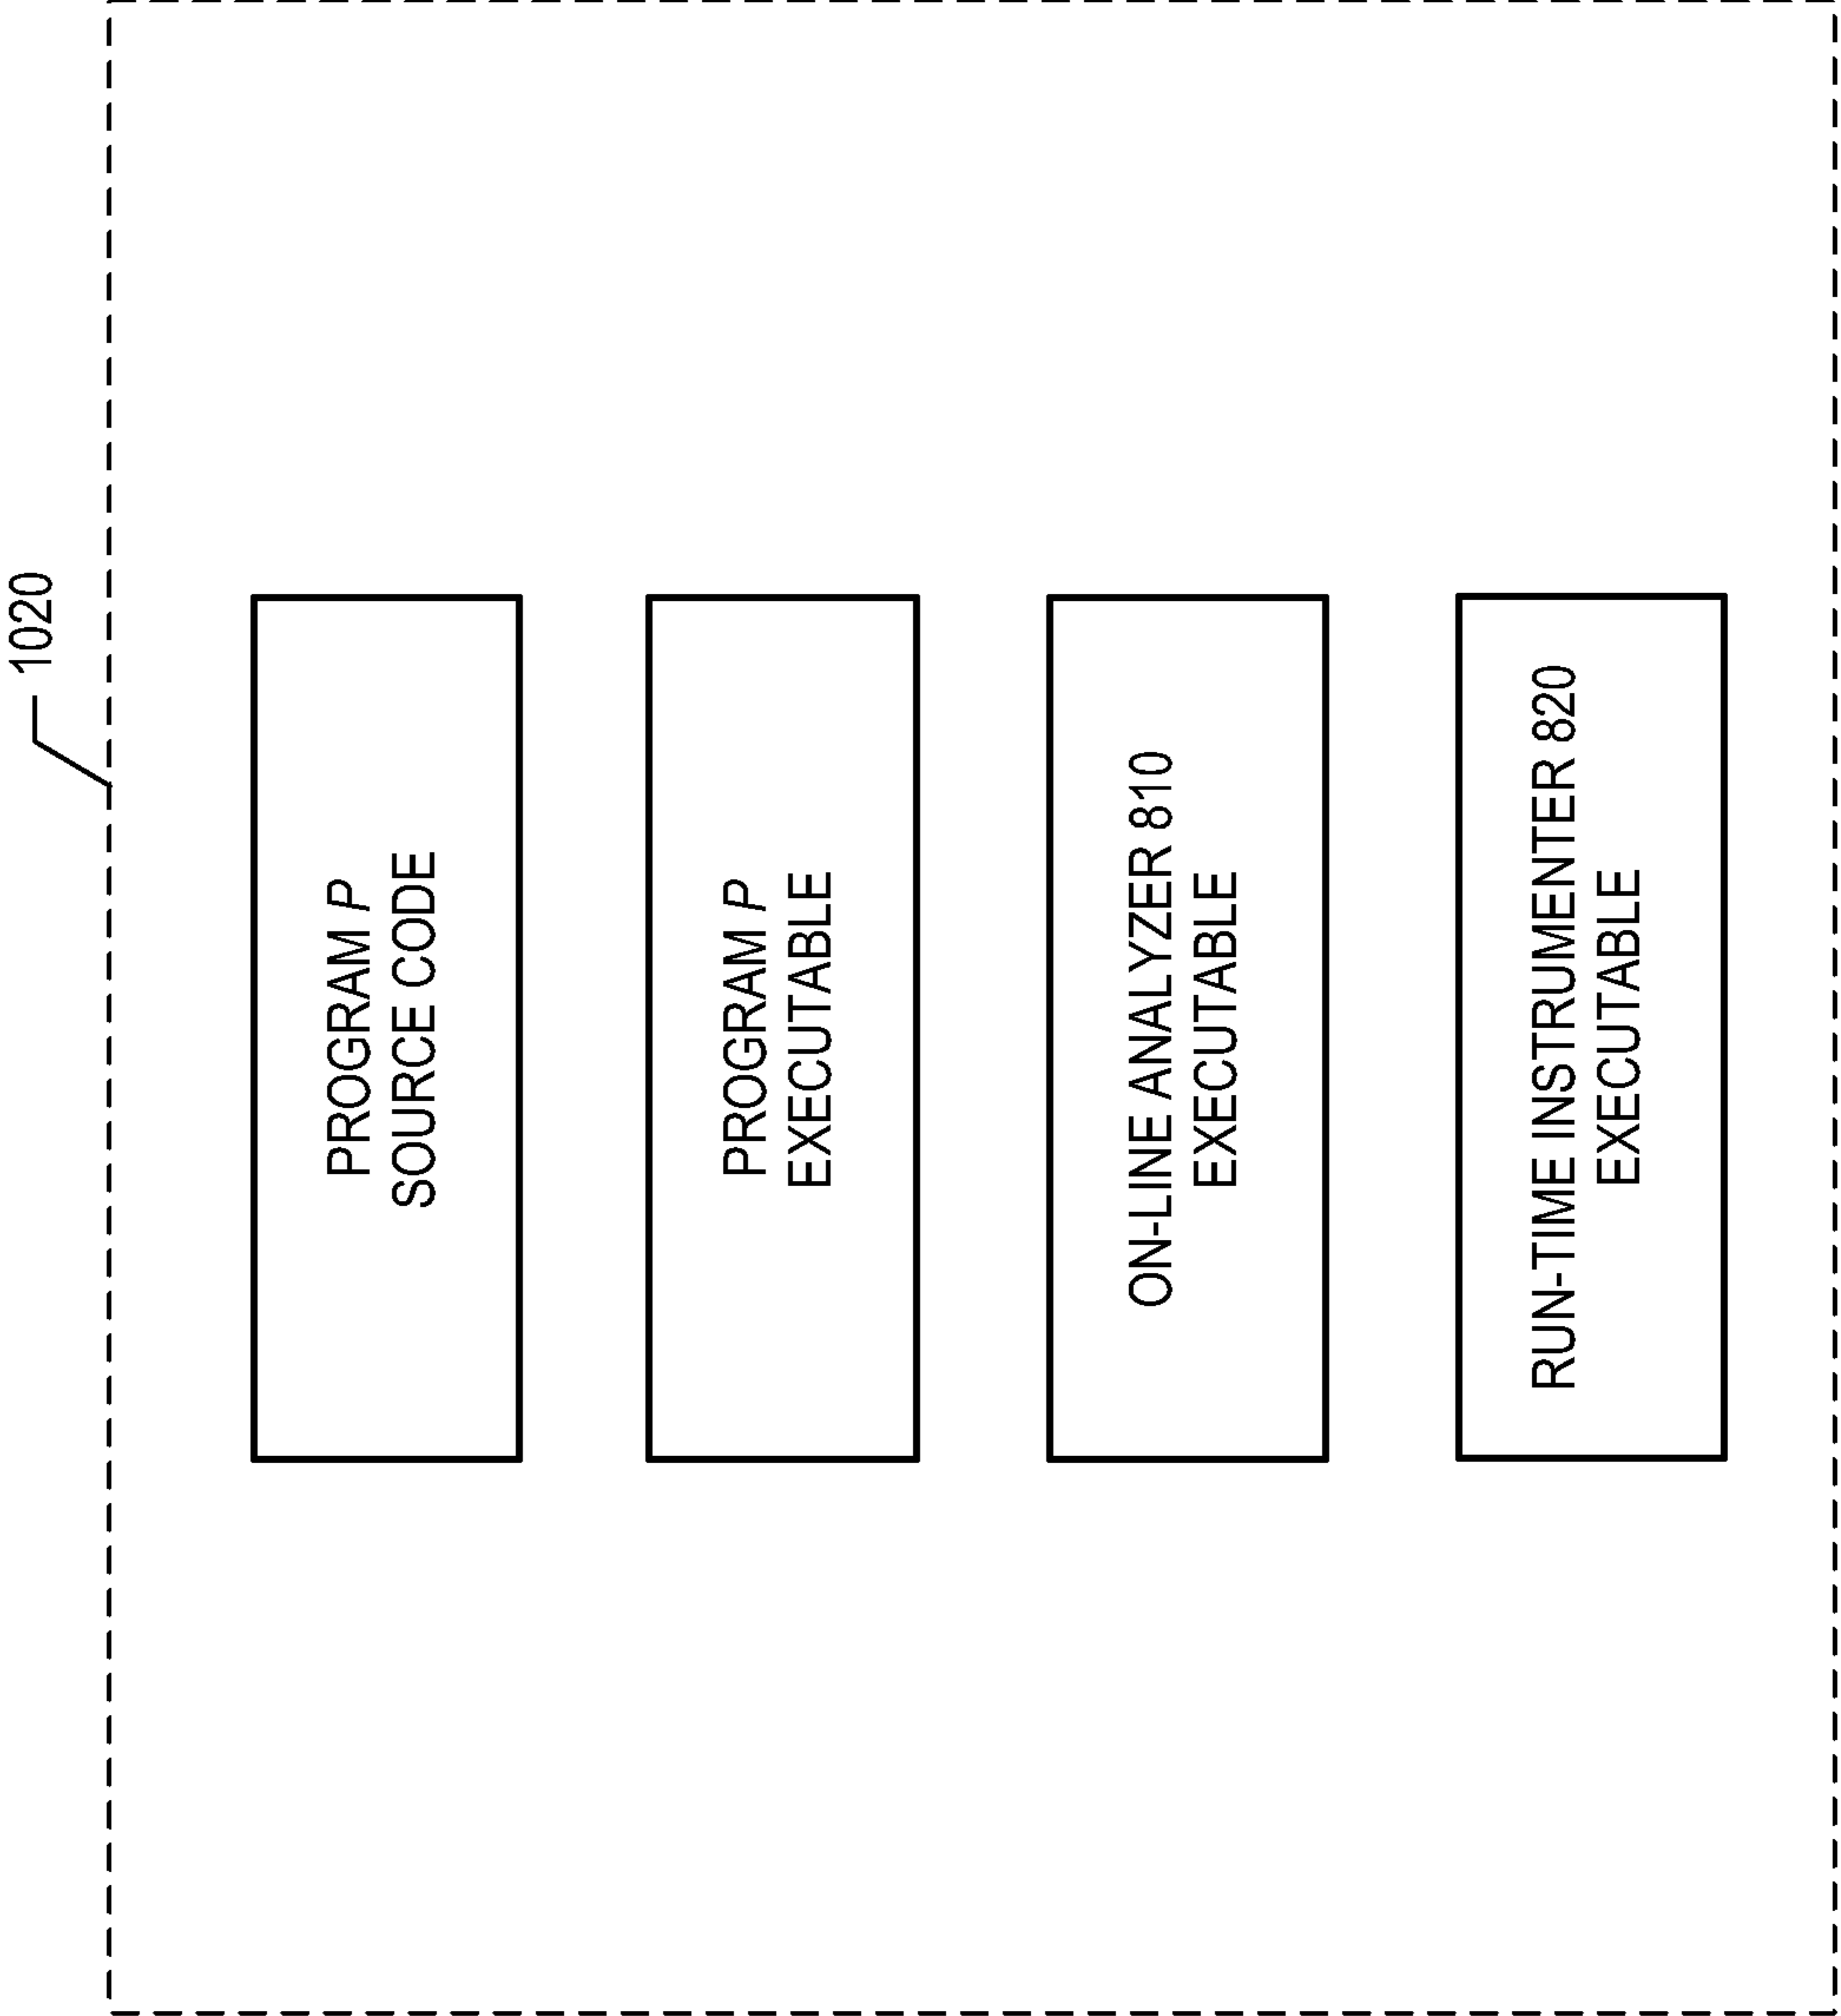 1020
PROGRAM P
SOURCE CODE
PROGRAM P
EXECUTABLE
ON-LINE ANALYZER 810
EXECUTABLE
RUN-TIME INSTRUMENTER 820
EXECUTABLE